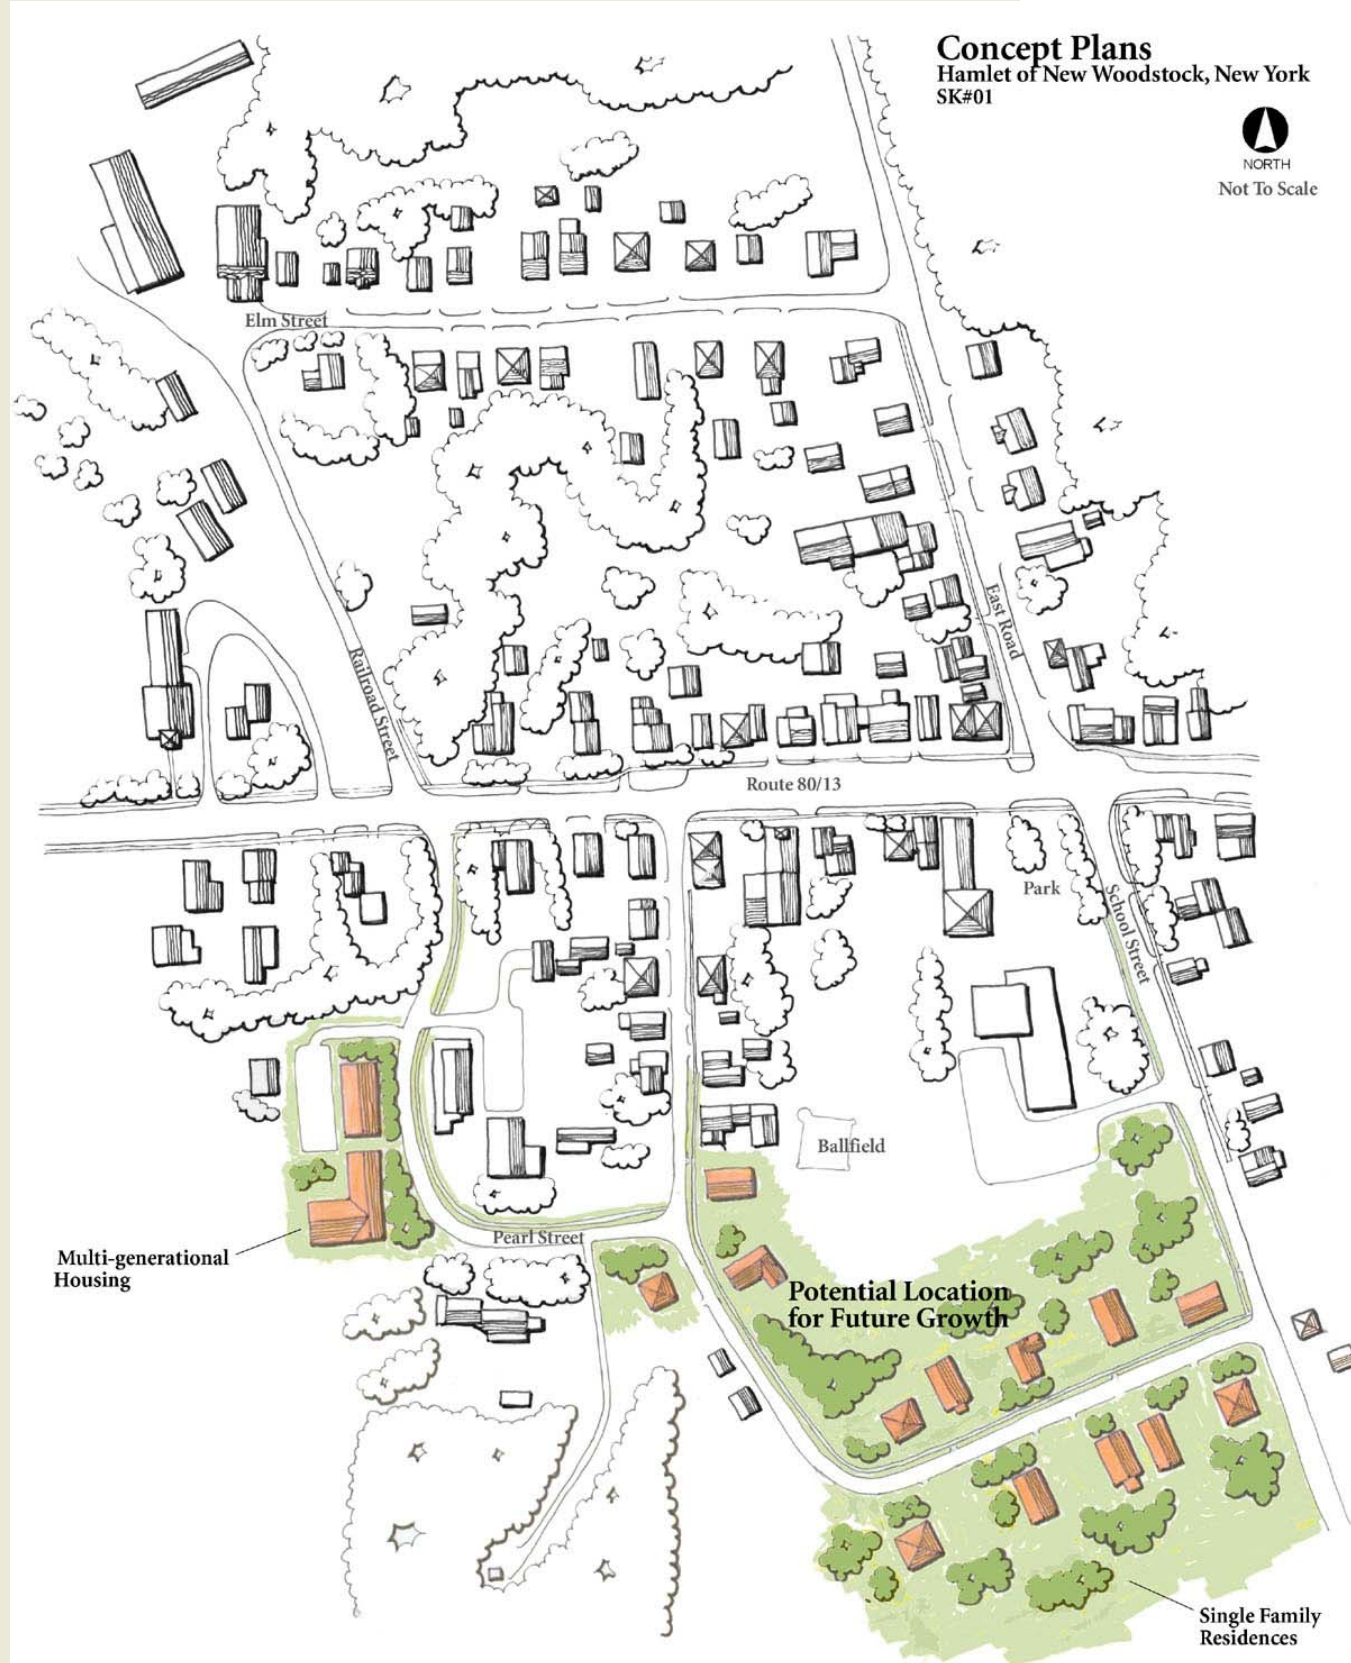 Concept Plans
Hamlet of New Woodstock, New York
SK#01
NORTH
Not To Scale
Elm Street
East Road
Railroad Street
Route 80/13
Park
School Street
Ballfield
Pearl Street
Multi-generational
Housing
Potential Location
for Future Growth
Single Family
Residences